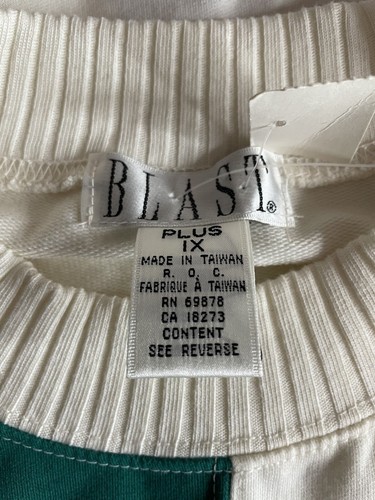 BLAST®
PLUS
1X
MADE IN TAIWAN
R. O. C.
FABRIQUE À TAIWAN
RN 69878
CA 18273
CONTENT
SEE REVERSE